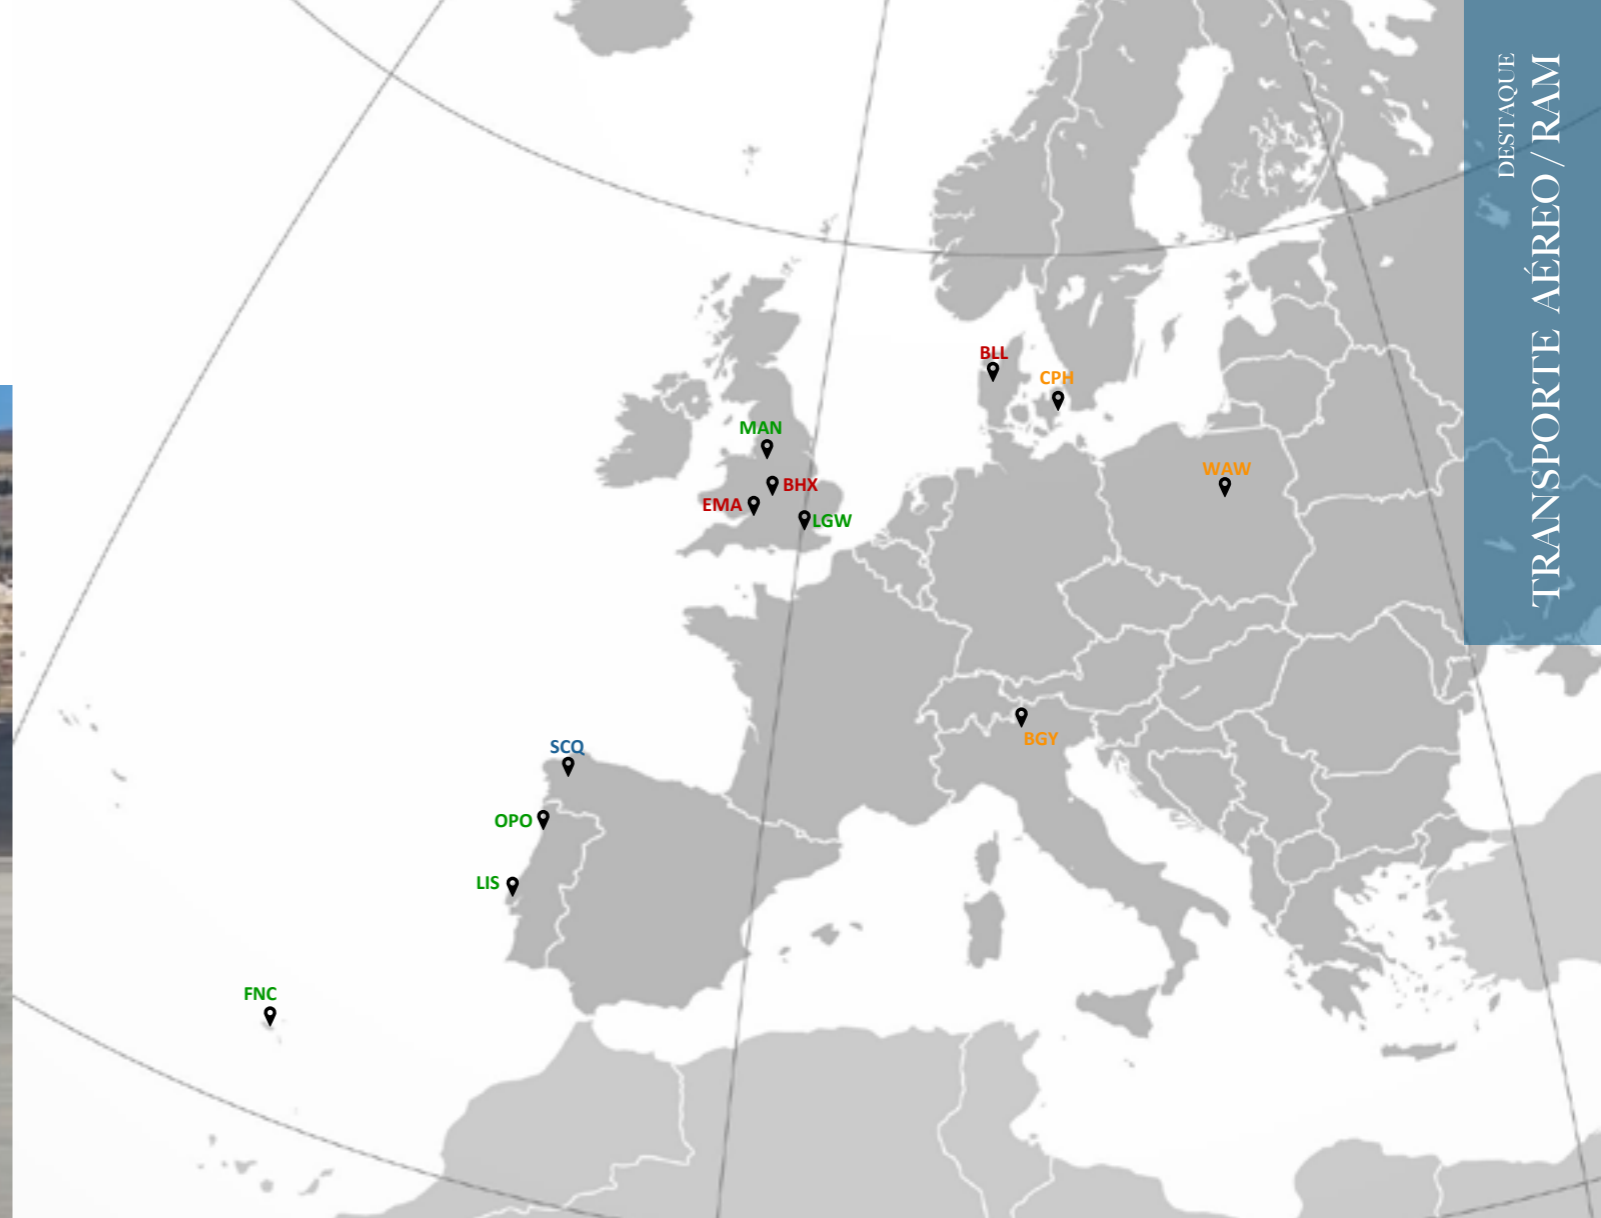 DESTAQUE
TRANSPORTE AÉREO / RAM
BLL
CPH
MAN
WAW
BHX
EMA
LGW
BGY
SCQ
OPO
LIS
FNC